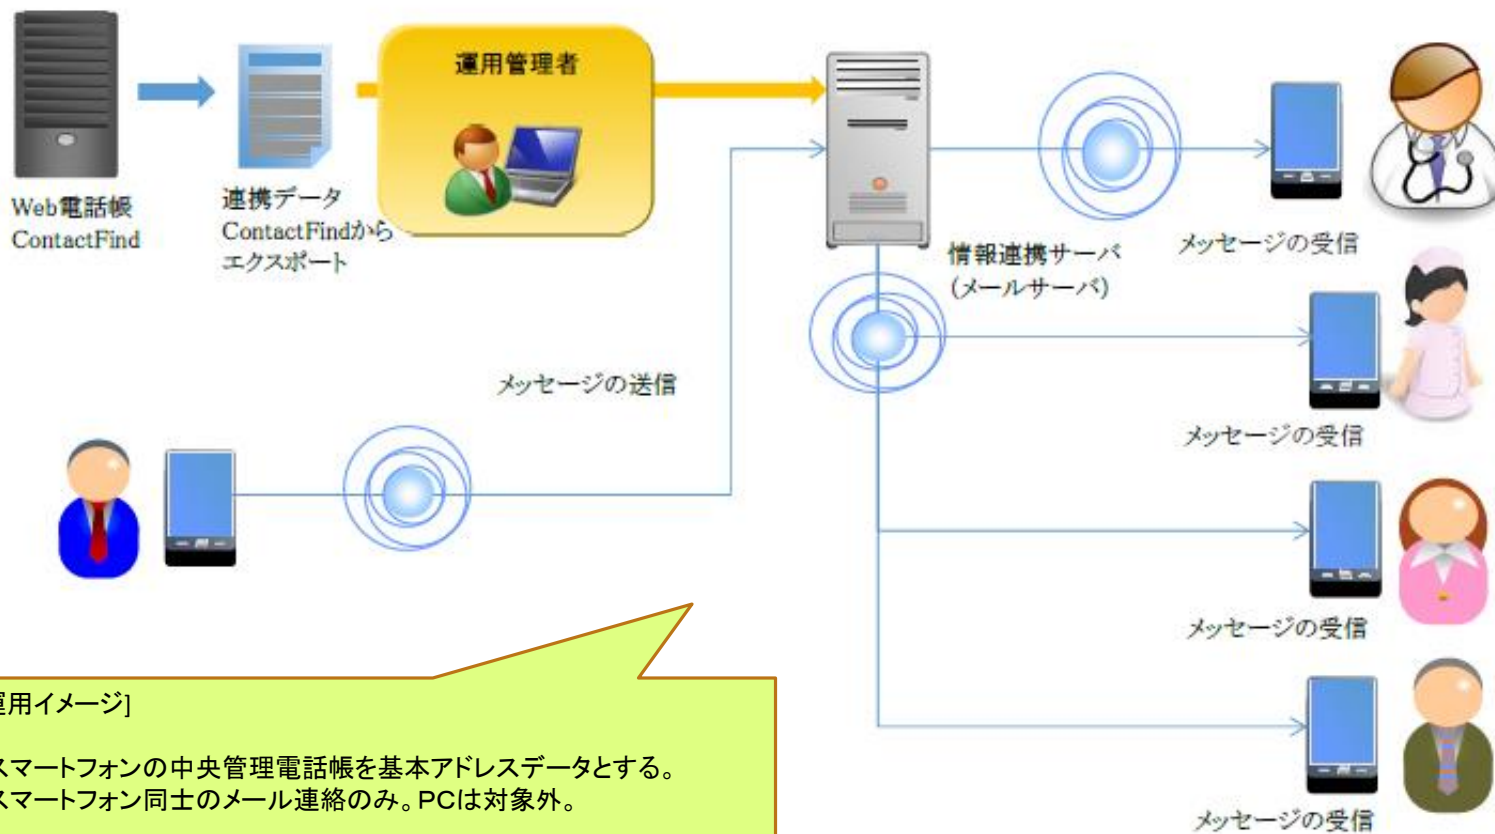 運用管理者
Web電話帳
ContactFind
連携データ
ContactFindから
エクスポート
情報連携サーバ
(メールサーバ)
メッセージの受信
メッセージの送信
メッセージの受信
メッセージの受信
メッセージの受信
運用イメージ]
スマートフォンの中央管理電話帳を基本アドレスデータとする。
スマートフォン同士のメール連絡のみ。PCは対象外。